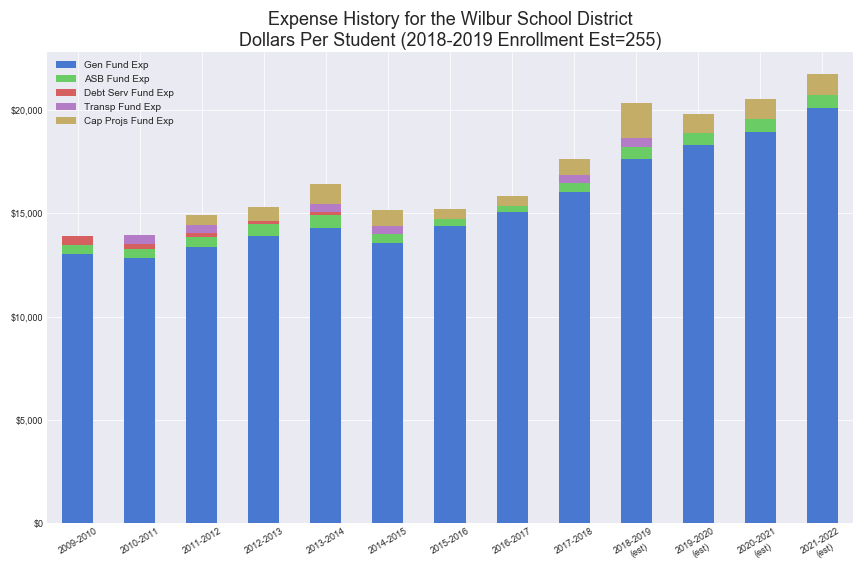 Expense History for the Wilbur School District
Dollars Per Student (2018-2019 Enrollment Est=255)
Gen Fund Exp
ASB Fund Exp
Debt Serv Fund Exp
Transp Fund Exp
Cap Projs Fund Exp
$20,000
$15,000
$10,000
$5,000
$0
2009-2010
2010-2011
2011-2012
2012-2013
2013-2014
2014-2015
2015-2016
2016-2017
2017-2018
2018-2019
(est)
2019-2020
(est)
2020-2021
(est)
2021-2022
(est)